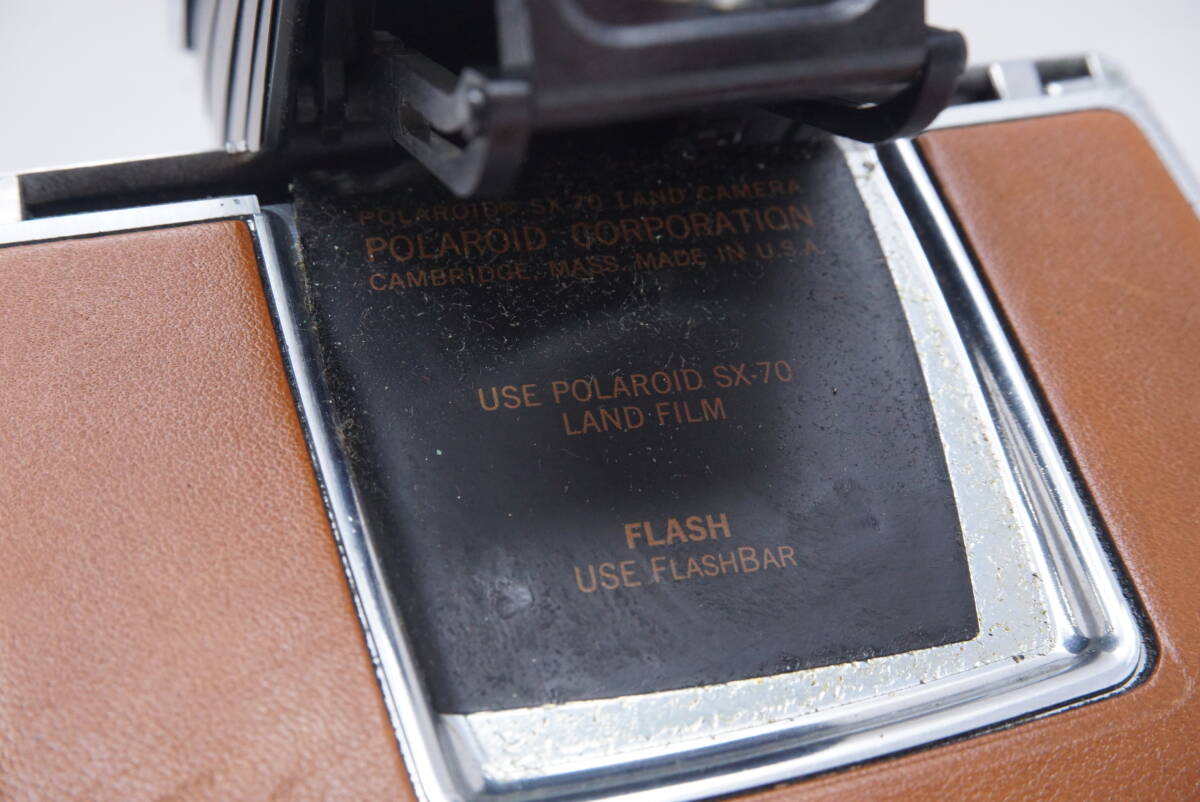 POLAROID® SX-70 LAND CAMERA
POLAROID CORPORATION
CAMBRIDGE, MASS. MADE IN U.S.A.
USE POLAROID SX-70
LAND FILM
FLASH
USE FLASHBAR